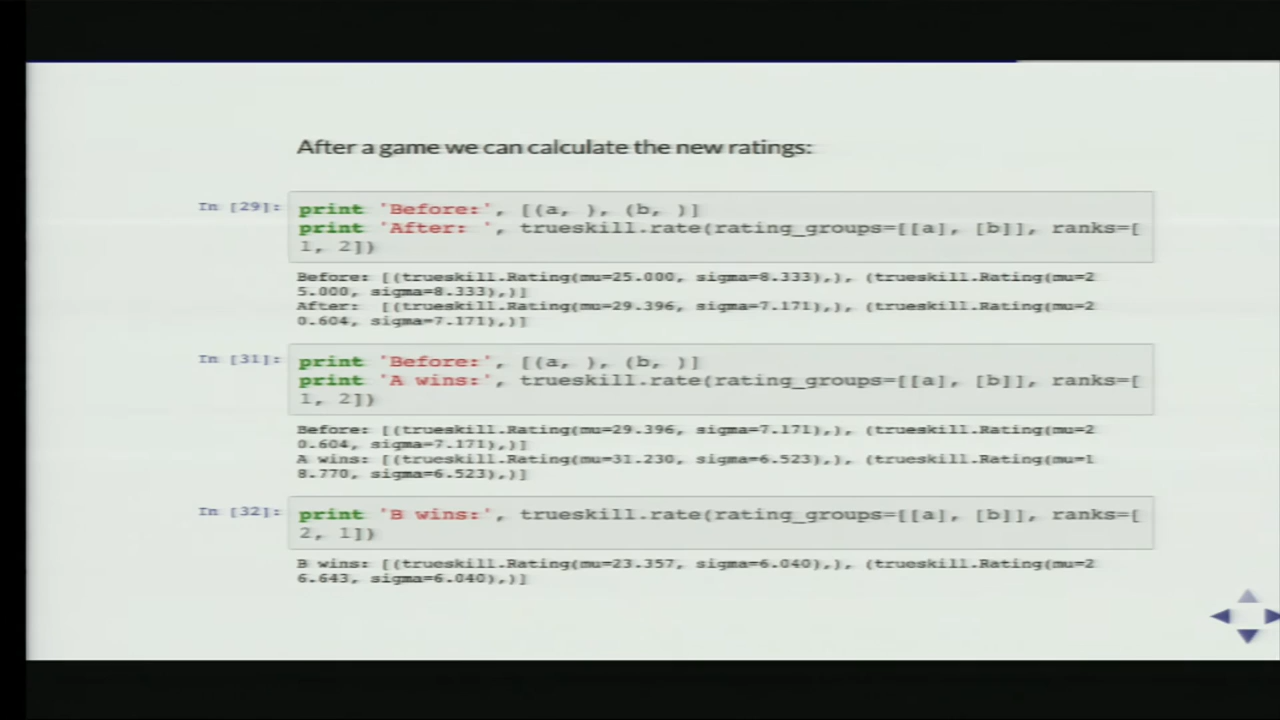 After a game we can calculate the new ratings:
In [29]:
print 'Before:', [(a, ), (b, )]
print 'After: ', trueskill.rate(rating_groups=[[a], [b]], ranks=[
1, 2])
Before: [(trueskill.Rating(mu=25.000, sigma=8.333),), (trueskill.Rating(mu=2
5.000, sigma=8.333),)]
After:  [(trueskill.Rating(mu=29.396, sigma=7.171),), (trueskill.Rating(mu=2
0.604, sigma=7.171),)]
In [31]:
print 'Before:', [(a, ), (b, )]
print 'A wins:', trueskill.rate(rating_groups=[[a], [b]], ranks=[
1, 2])
Before: [(trueskill.Rating(mu=29.396, sigma=7.171),), (trueskill.Rating(mu=2
0.604, sigma=7.171),)]
A wins: [(trueskill.Rating(mu=31.230, sigma=6.523),), (trueskill.Rating(mu=1
8.770, sigma=6.523),)]
In [32]:
print 'B wins:', trueskill.rate(rating_groups=[[a], [b]], ranks=[
2, 1])
B wins: [(trueskill.Rating(mu=23.357, sigma=6.040),), (trueskill.Rating(mu=2
6.643, sigma=6.040),)]